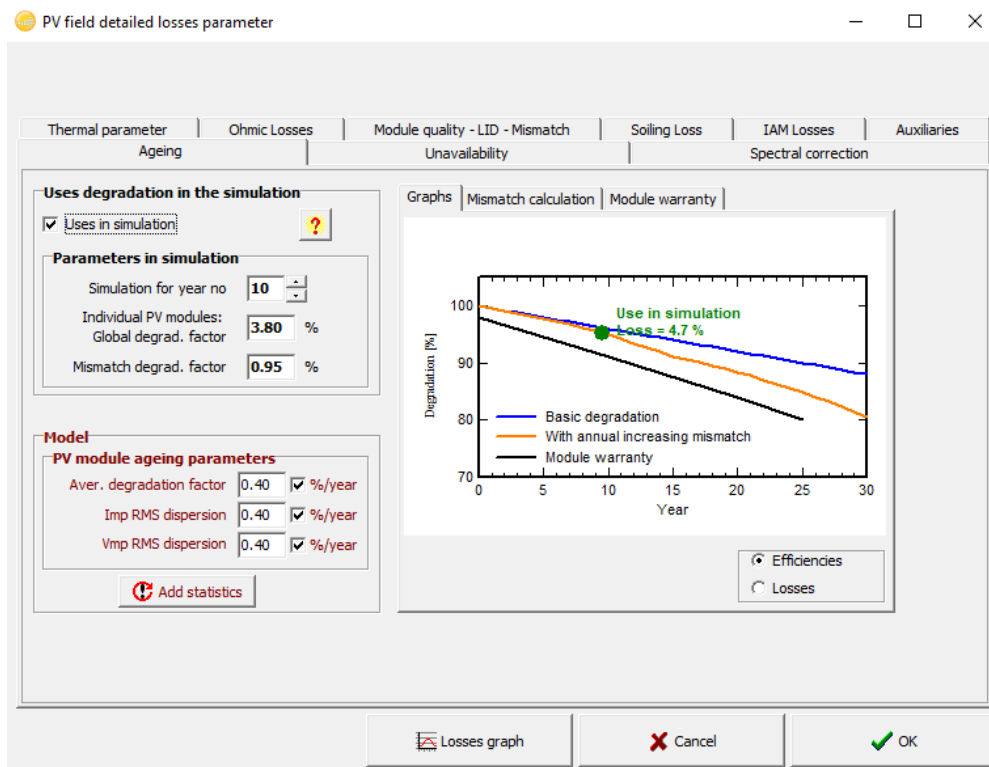 PV field detailed losses parameter
Thermal parameter
Ohmic Losses
Module quality - LID - Mismatch
Soiling Loss
IAM Losses
Auxiliaries
Ageing
Unavailability
Spectral correction
Uses degradation in the simulation
Uses in simulation
?
Parameters in simulation
Simulation for year no 10
Individual PV modules:
Global degrad. factor 3.80 %
Mismatch degrad. factor 0.95 %
Model
PV module ageing parameters
Aver. degradation factor 0.40 %/year
Imp RMS dispersion 0.40 %/year
Vmp RMS dispersion 0.40 %/year
Add statistics
Graphs
Mismatch calculation
Module warranty
Degradation [%]
100
90
80
70
Use in simulation
Loss = 4.7 %
Basic degradation
With annual increasing mismatch
Module warranty
0 5 10 15 20 25 30
Year
Efficiencies
Losses
Losses graph
Cancel
OK